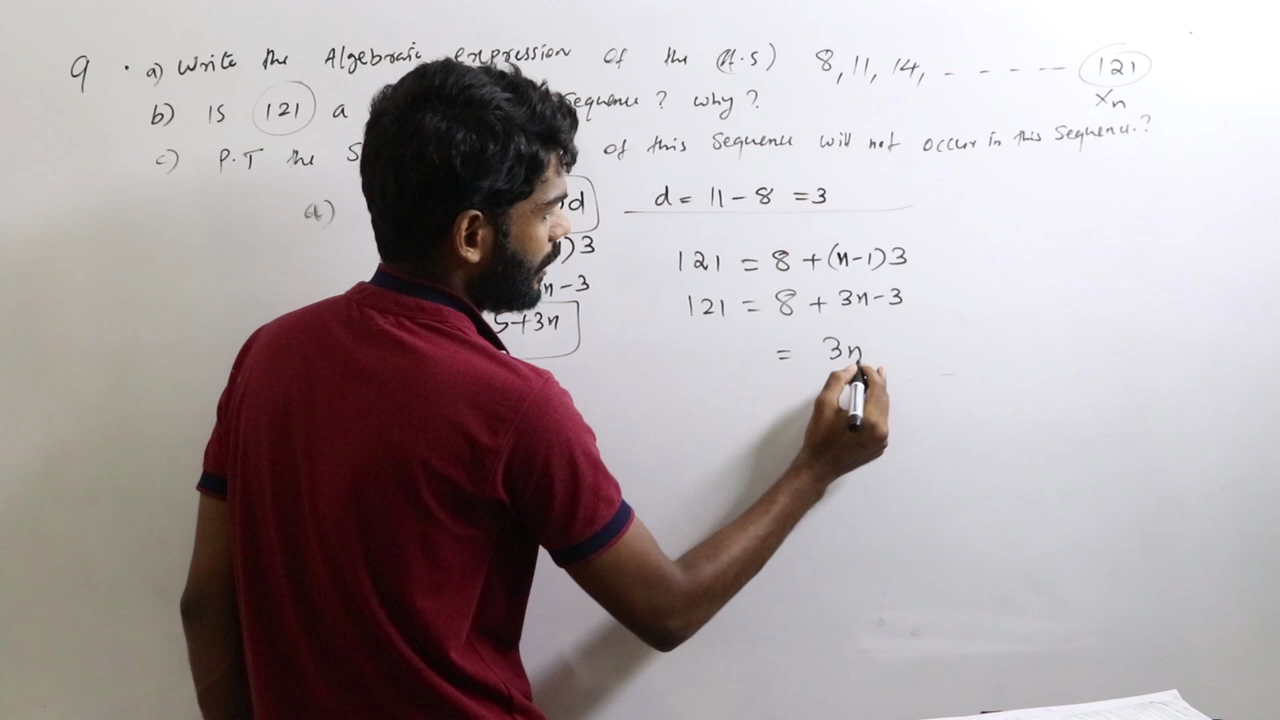 9. a) Write the Algebraic expression of the (A.S) 8, 11, 14, - - - - - 121
xn
b) is 121 a Sequence? why?
c) P.T the S of this Sequence will not occur in this Sequence.?
a) d d = 11 - 8 = 3
)3
n-3
5+3n
121 = 8 + (n-1)3
121 = 8 + 3n-3
= 3n